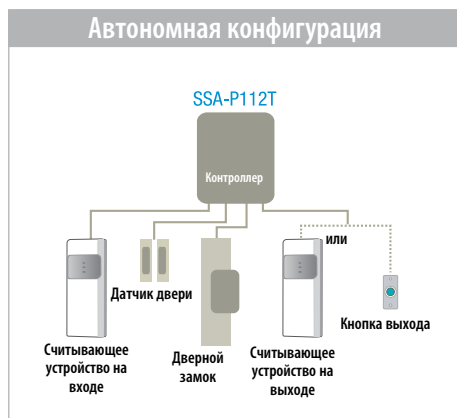 Автономная конфигурация
SSA-P112T
Контроллер
или
Датчик двери
Кнопка выхода
Считывающее
устройство на
входе
Дверной
замок
Считывающее
устройство на
выходе